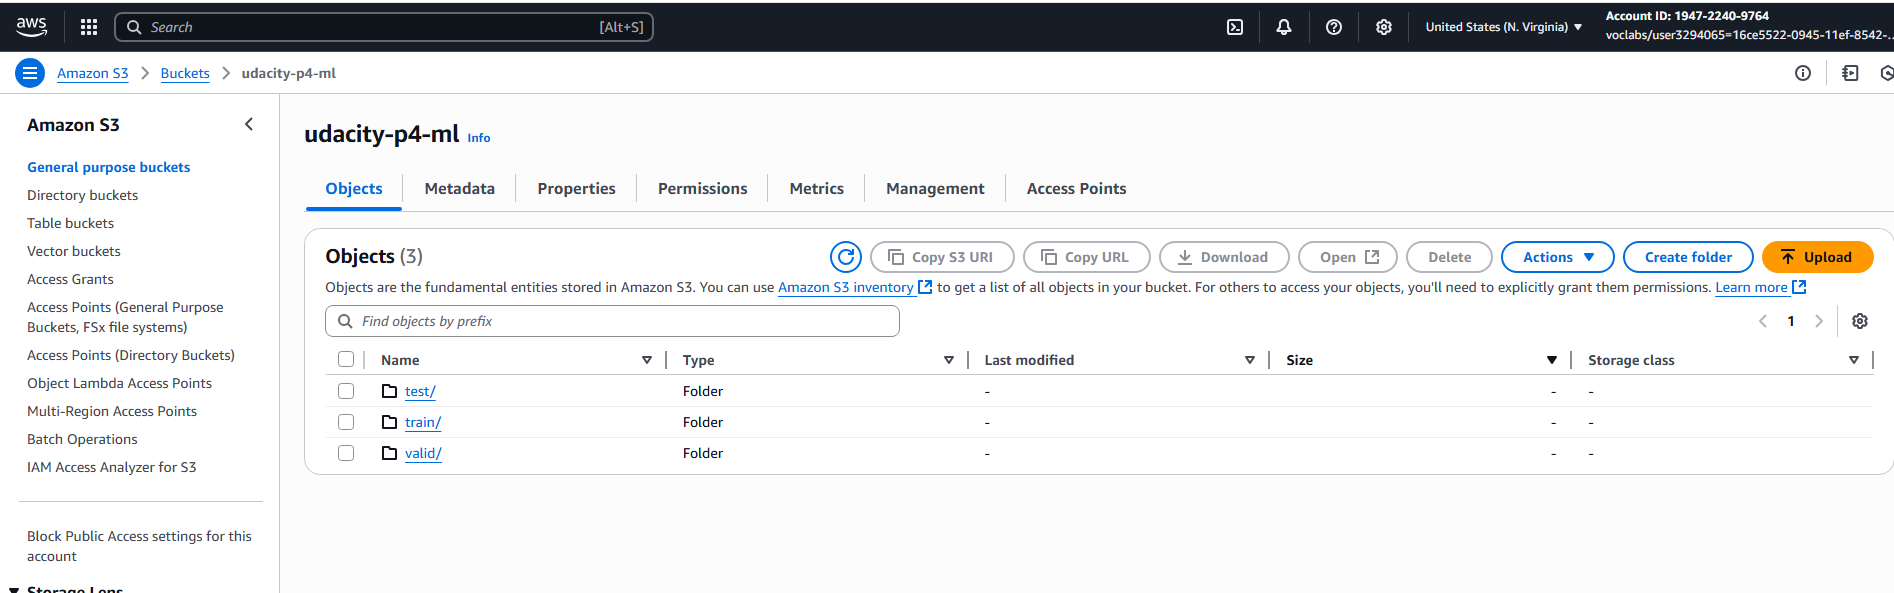 aws
Search [Alt+S]
United States (N. Virginia)
Account ID: 1947-2240-9764
voclabs/user3294065=16ce5522-0945-11ef-8542-...
Amazon S3 > Buckets > udacity-p4-ml
Amazon S3
General purpose buckets
Directory buckets
Table buckets
Vector buckets
Access Grants
Access Points (General Purpose
Buckets, FSx file systems)
Access Points (Directory Buckets)
Object Lambda Access Points
Multi-Region Access Points
Batch Operations
IAM Access Analyzer for S3
Block Public Access settings for this
account
Storage Lens
udacity-p4-ml Info
Objects Metadata Properties Permissions Metrics Management Access Points
Objects (3)
Copy S3 URI Copy URL Download Open Delete Actions Create folder Upload
Objects are the fundamental entities stored in Amazon S3. You can use Amazon S3 inventory to get a list of all objects in your bucket. For others to access your objects, you'll need to explicitly grant them permissions. Learn more
Find objects by prefix
1
Name Type Last modified Size Storage class
test/ Folder - - -
train/ Folder - - -
valid/ Folder - - -